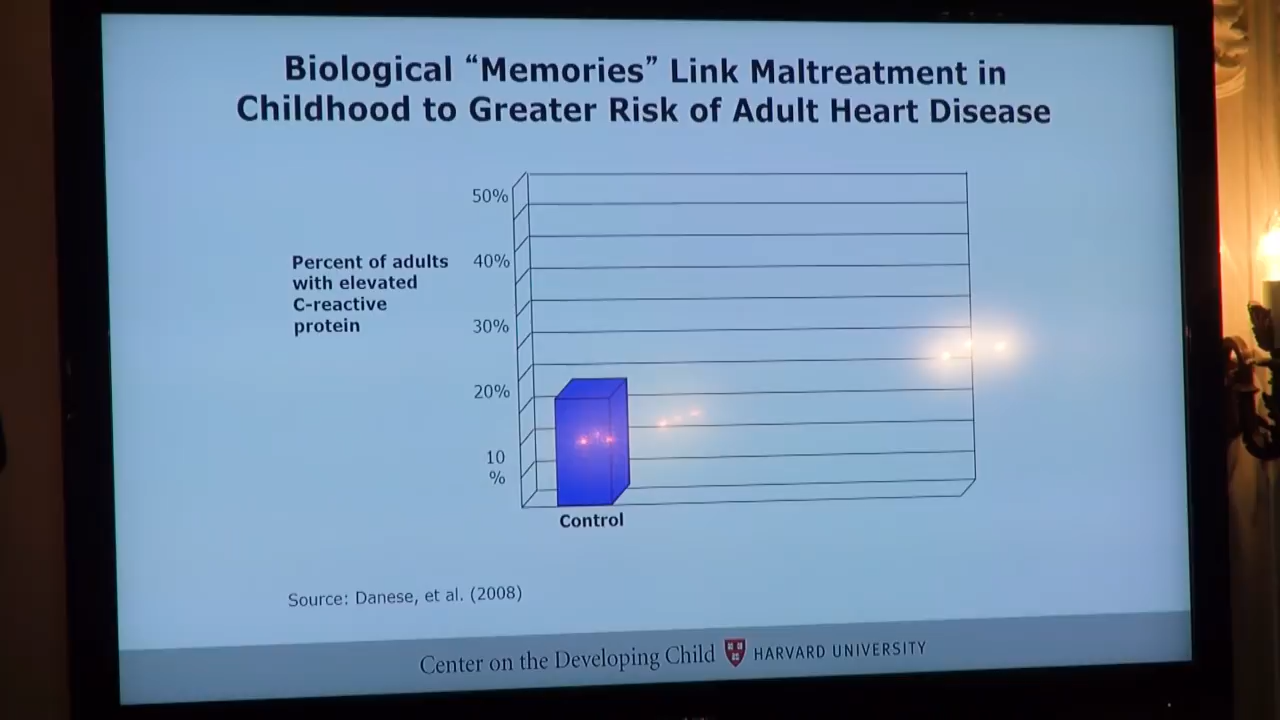 Biological “Memories” Link Maltreatment in
Childhood to Greater Risk of Adult Heart Disease
50%
Percent of adults
with elevated
C-reactive
protein
40%
30%
20%
10
%
Control
Source: Danese, et al. (2008)
Center on the Developing Child HARVARD UNIVERSITY